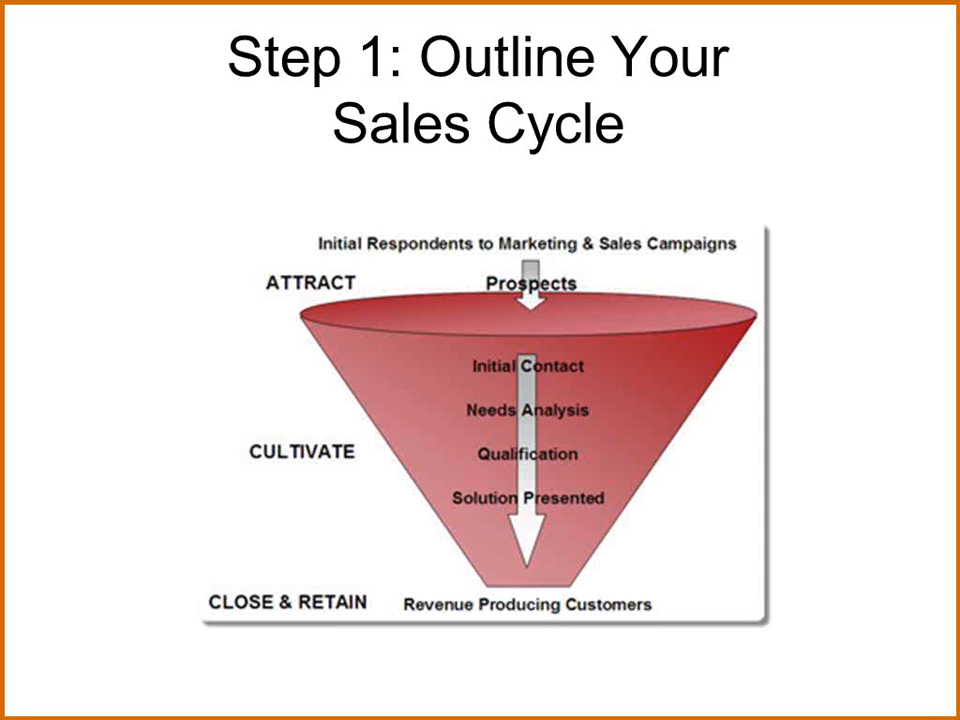 Step 1: Outline Your
Sales Cycle
Initial Respondents to Marketing & Sales Campaigns
ATTRACT
Prospects
Initial Contact
Needs Analysis
CULTIVATE
Qualification
Solution Presented
CLOSE & RETAIN
Revenue Producing Customers